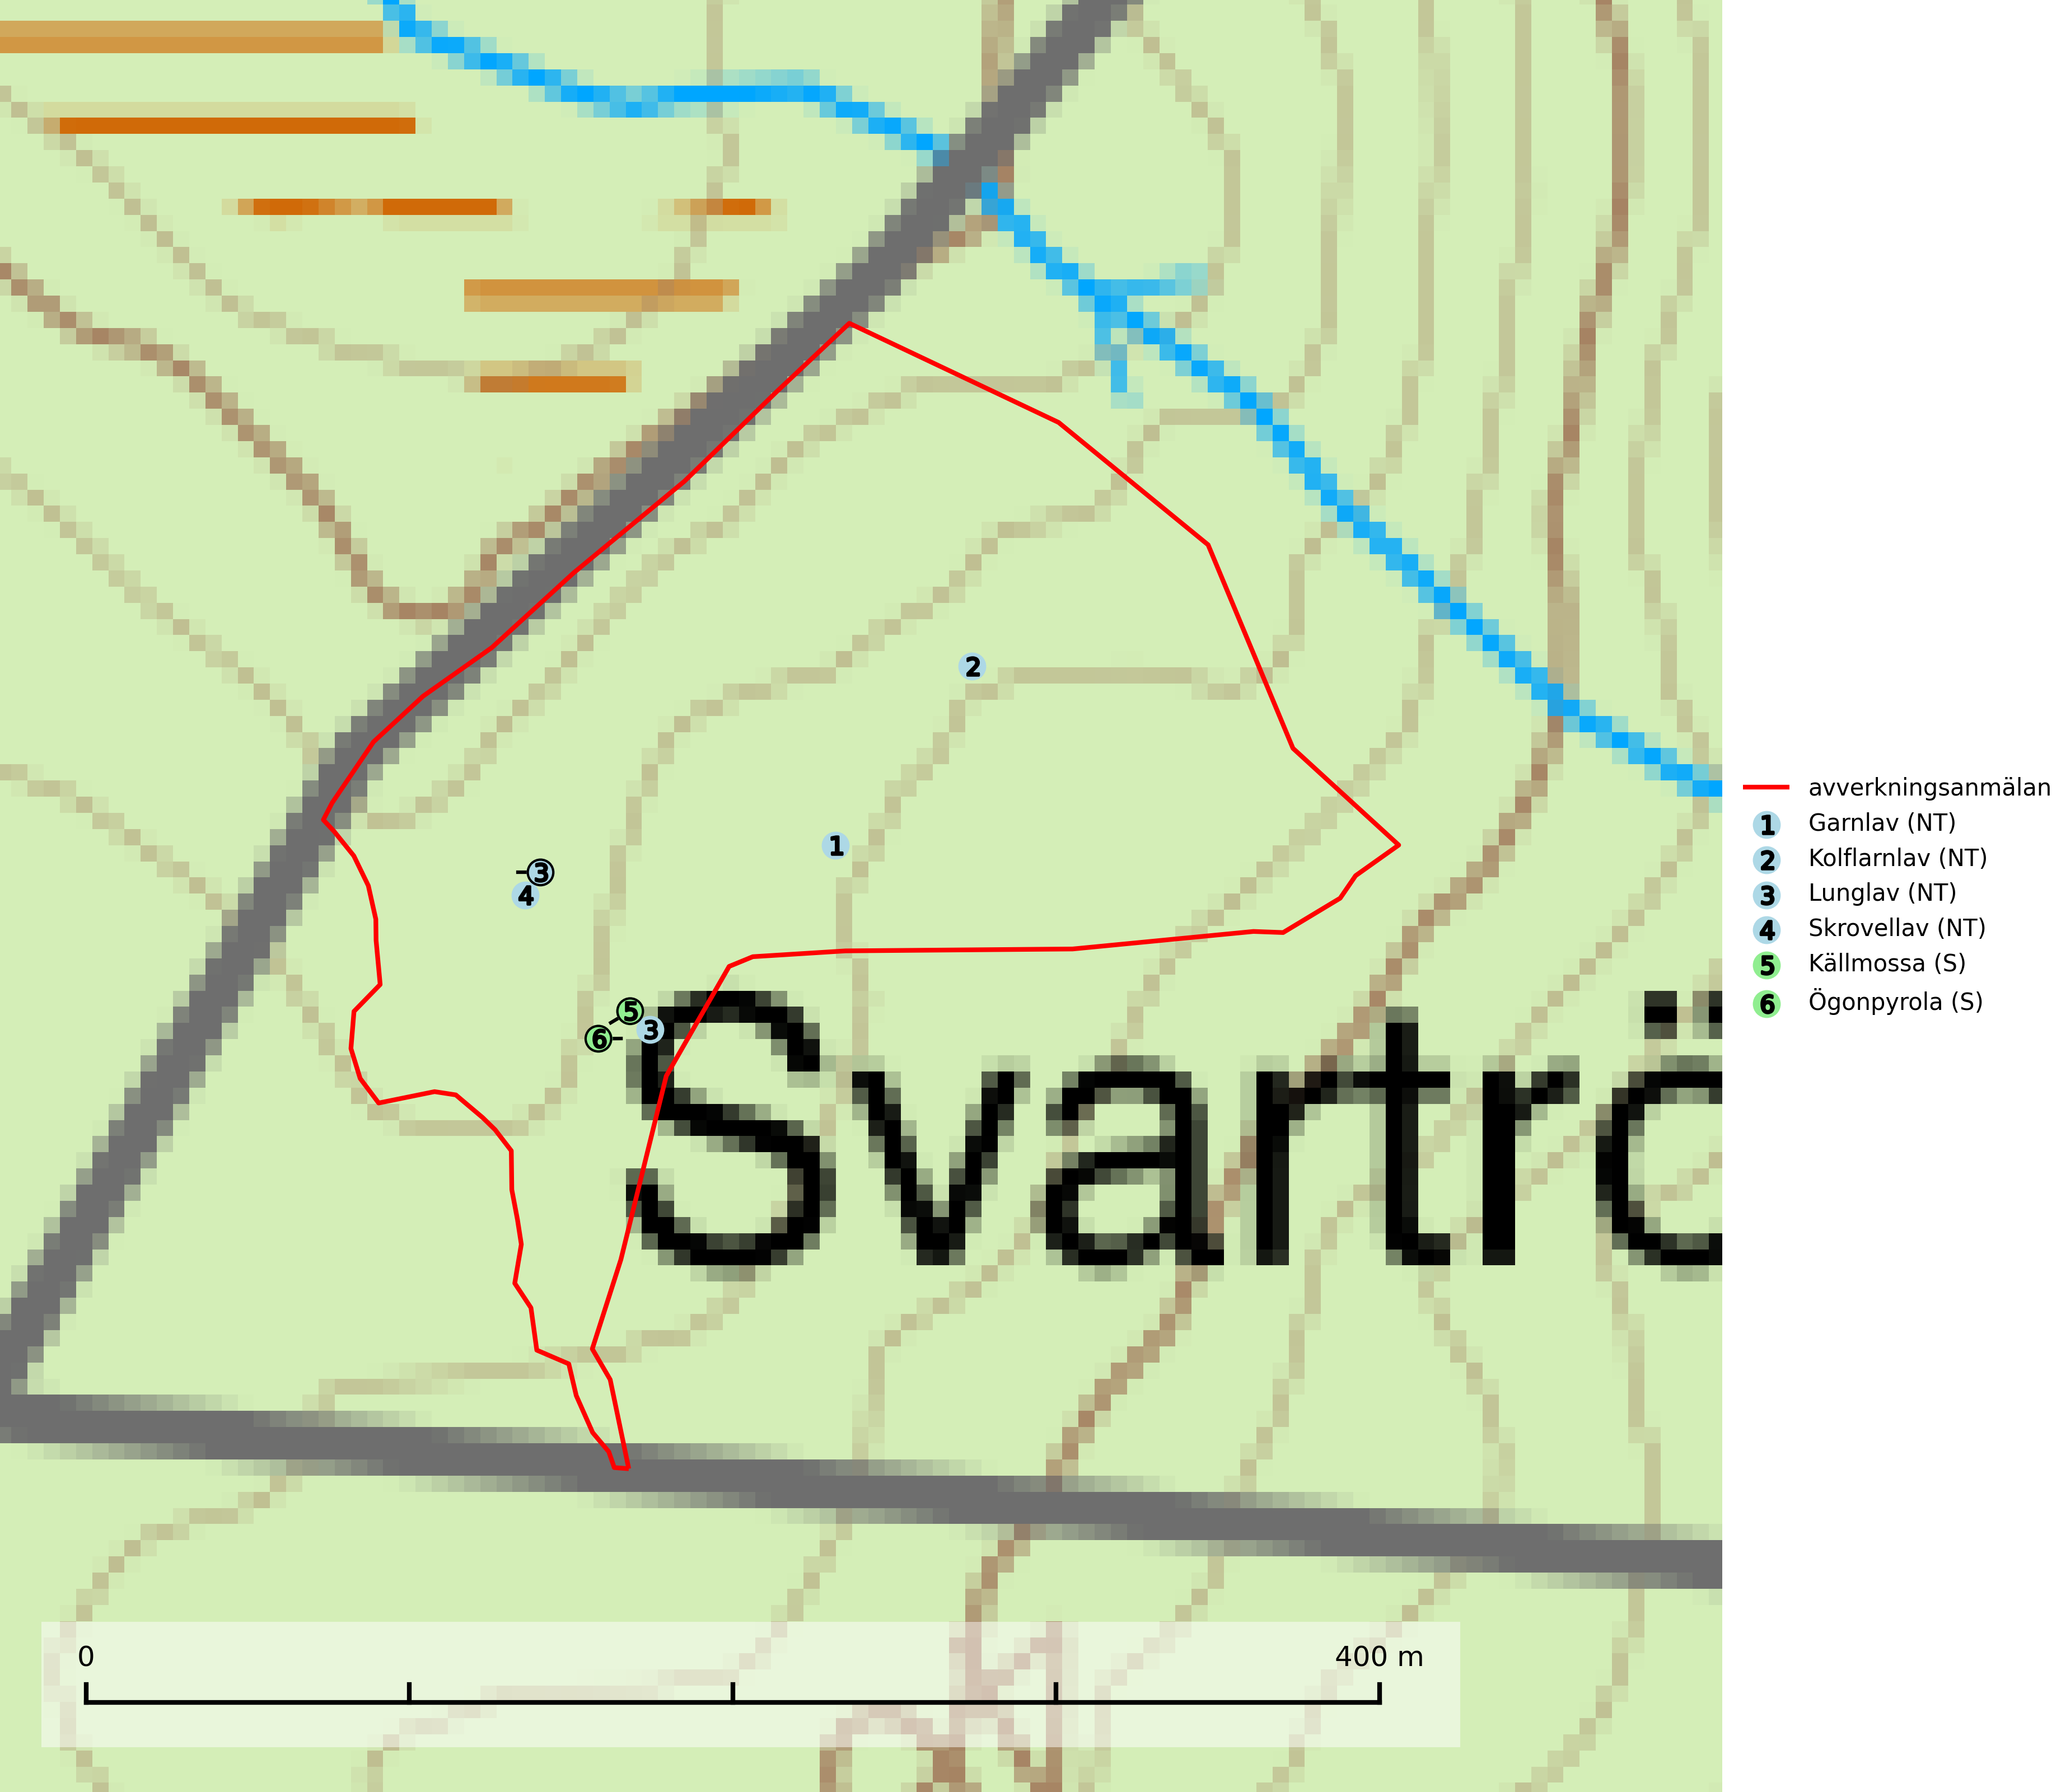 2
1
3
4
5
3
6
Svartr
0
400 m
avverkningsanmälan
1 Garnlav (NT)
2 Kolflarnlav (NT)
3 Lunglav (NT)
4 Skrovellav (NT)
5 Källmossa (S)
6 Ögonpyrola (S)